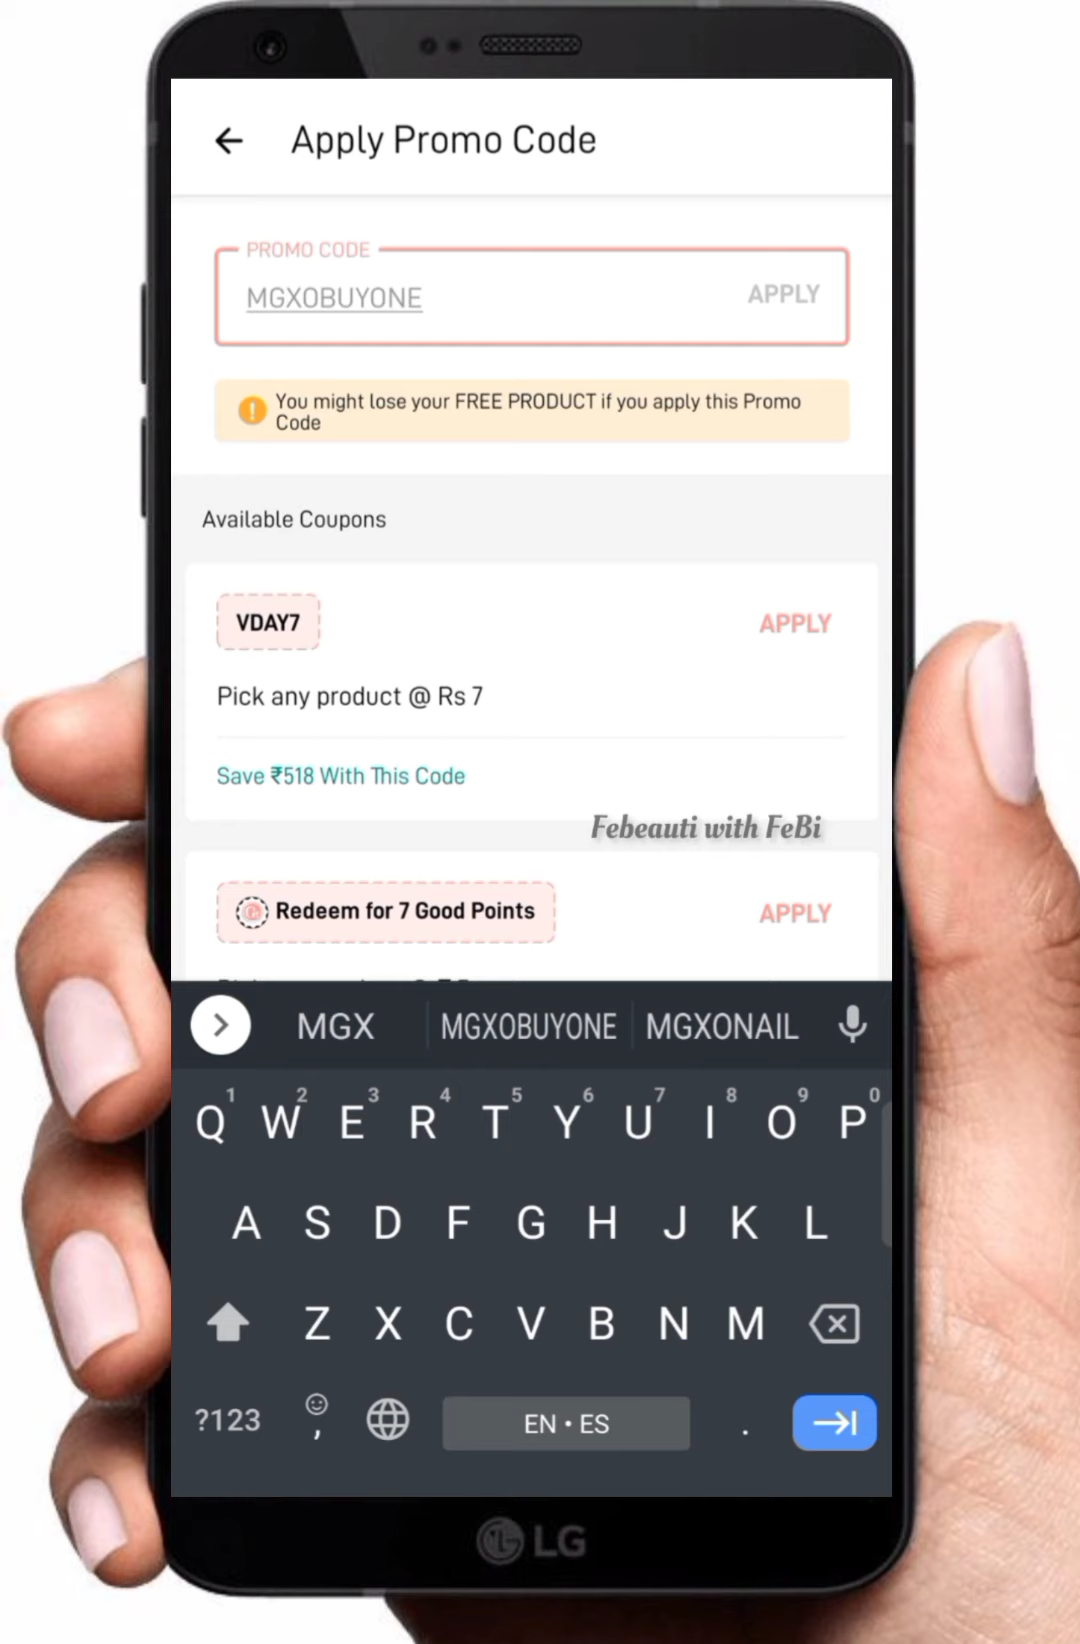 Apply Promo Code
PROMO CODE
MGXOBUYONE
APPLY
You might lose your FREE PRODUCT if you apply this Promo
Code
Available Coupons
VDAY7
APPLY
Pick any product @ Rs 7
Save ₹518 With This Code
Febeauti with FeBi
Redeem for 7 Good Points
APPLY
MGX MGXOBUYONE MGXONAIL
1 2 3 4 5 6 7 8 9 0
Q W E R T Y U I O P
A S D F G H J K L
Z X C V B N M
?123 , EN • ES .
LG